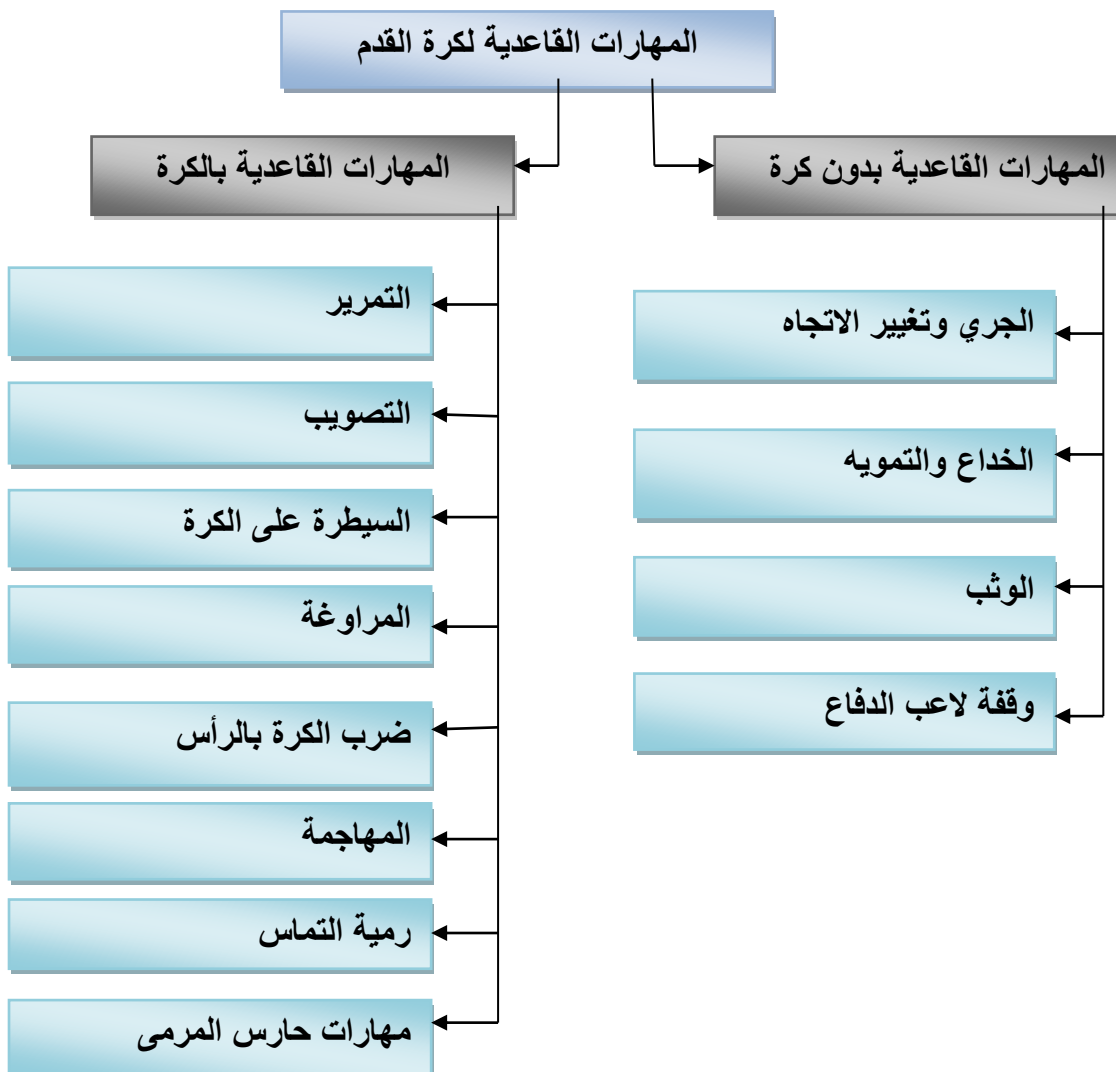 المهارات القاعدية لكرة القدم
المهارات القاعدية بدون كرة
الجري وتغيير الاتجاه
الخداع والتمويه
الوثب
وقفة لاعب الدفاع
المهارات القاعدية بالكرة
التمرير
التصويب
السيطرة على الكرة
المراوغة
ضرب الكرة بالرأس
المهاجمة
رمية التماس
مهارات حارس المرمى